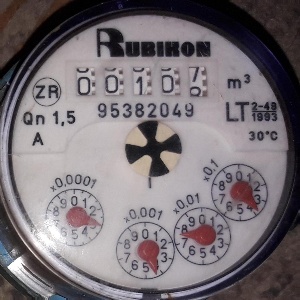 RUBIKON
ZR
0010
m³
Qn 1,5
95382049
LT 2-49
1993
A
30°C
x0,0001
x0,001
x0,01
x0,1